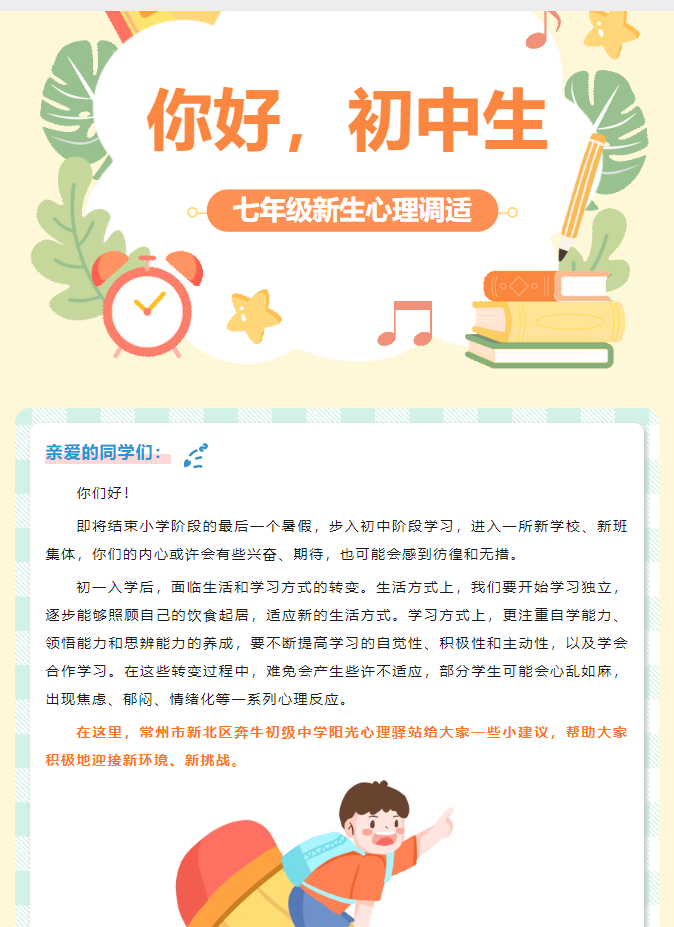 你好，初中生
七年级新生心理调适
亲爱的同学们：
你们好！
即将结束小学阶段的最后一个暑假，步入初中阶段学习，进入一所新学校、新班
集体，你们的内心或许会有些兴奋、期待，也可能会感到彷徨和无措。
初一入学后，面临生活和学习方式的转变。生活方式上，我们要开始学习独立，
逐步能够照顾自己的饮食起居，适应新的生活方式。学习方式上，更注重自学能力、
领悟能力和思辨能力的养成，要不断提高学习的自觉性、积极性和主动性，以及学会
合作学习。在这些转变过程中，难免会产生些许不适应，部分学生可能会心乱如麻，
出现焦虑、郁闷、情绪化等一系列心理反应。
在这里，常州市新北区奔牛初级中学阳光心理驿站给大家一些小建议，帮助大家
积极地迎接新环境、新挑战。